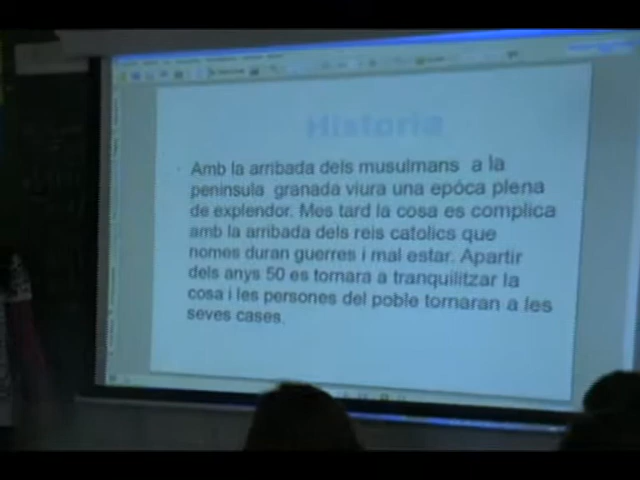 Historia
Amb la arribada dels musulmans a la
peninsula granada viura una epóca plena
de explendor. Mes tard la cosa es complica
amb la arribada dels reis catolics que
nomes duran guerres i mal estar. Apartir
dels anys 50 es tornara a tranquilitzar la
cosa i les persones del poble tornaran a les
seves cases.